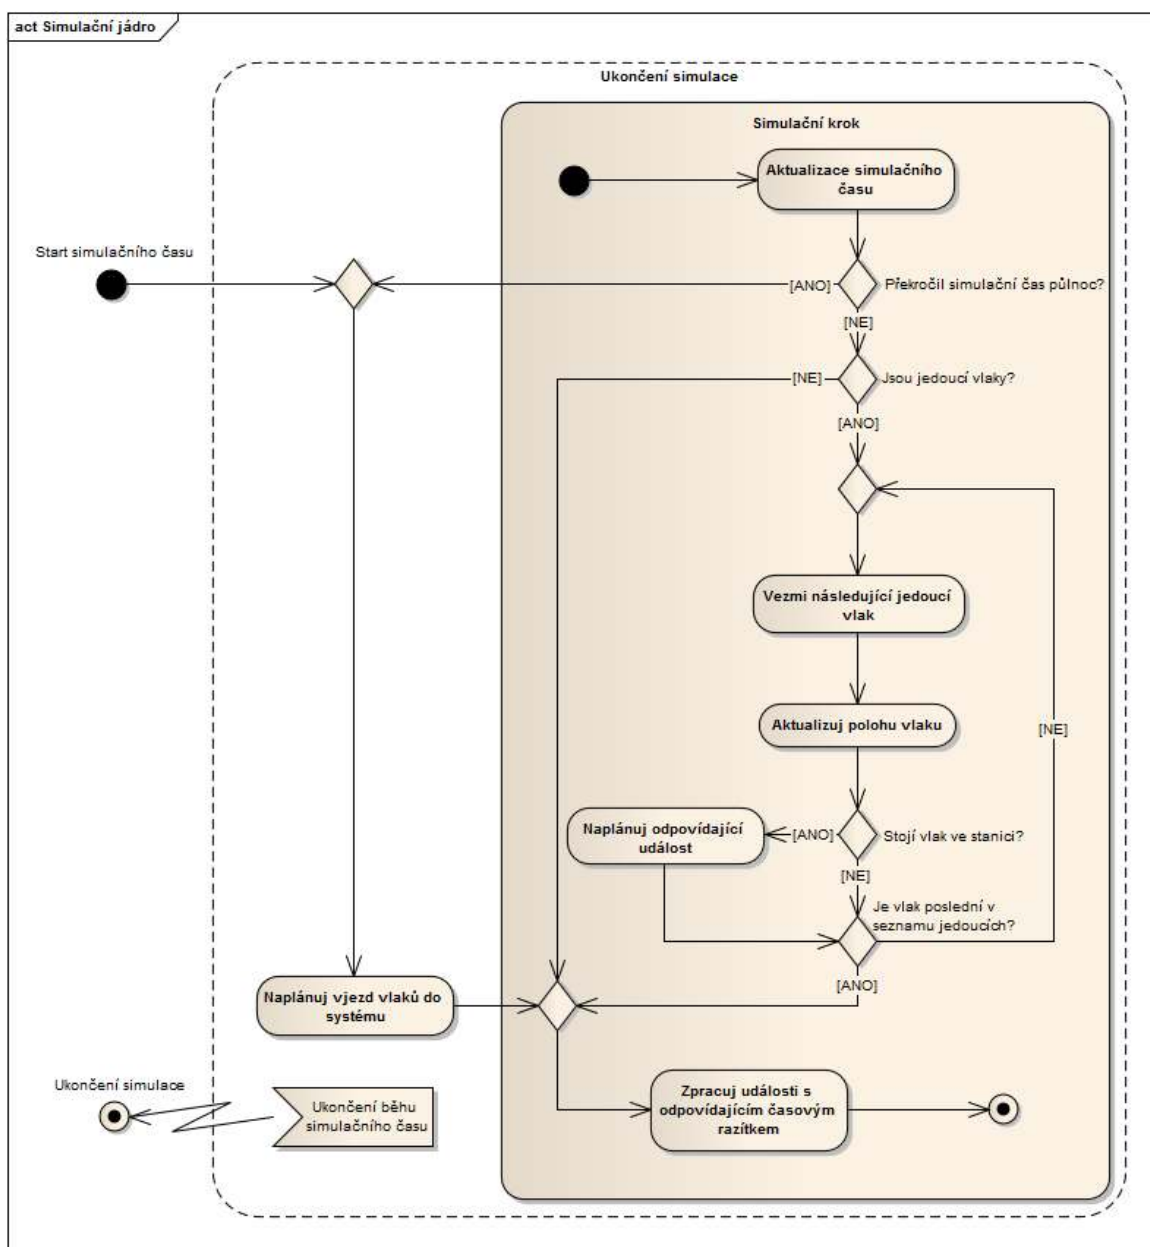 act Simulační jádro
Ukončení simulace
Simulační krok
Aktualizace simulačního
času
Start simulačního času
[ANO]
Překročil simulační čas půlnoc?
[NE]
[NE]
Jsou jedoucí vlaky?
[ANO]
Vezmi následující jedoucí
vlak
Aktualizuj polohu vlaku
[NE]
Naplánuj odpovídající
událost
[ANO]
Stojí vlak ve stanici?
[NE]
Je vlak poslední v
seznamu jedoucích?
[ANO]
Naplánuj vjezd vlaků do
systému
Ukončení simulace
Ukončení běhu
simulačního času
Zpracuj události s
odpovídajícím časovým
razítkem